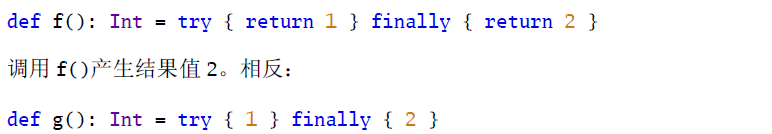 def f(): Int = try { return 1 } finally { return 2 }
调用 f()产生结果值 2。相反：
def g(): Int = try { 1 } finally { 2 }